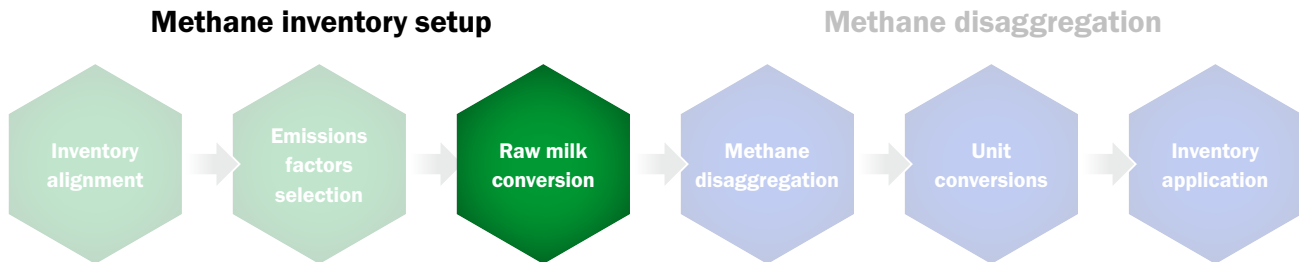 Methane inventory setup
Methane disaggregation
Inventory
alignment
Emissions
factors
selection
Raw milk
conversion
Methane
disaggregation
Unit
conversions
Inventory
application